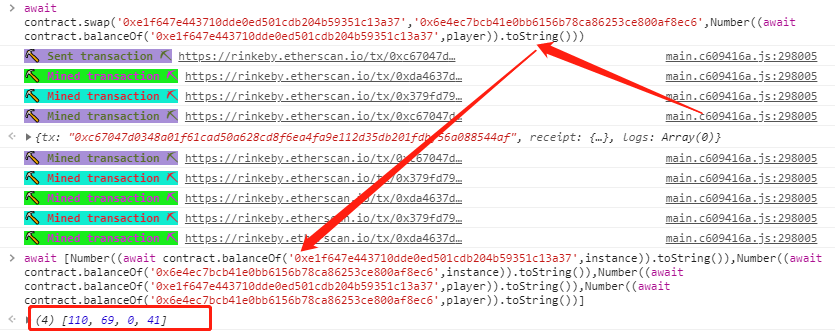 await
contract.swap('0xe1f647e443710dde0ed501cdb204b59351c13a37','0x6e4ec7bcb41e0bb6156b78ca86253ce800af8ec6',Number((await
contract.balanceOf('0xe1f647e443710dde0ed501cdb204b59351c13a37',player)).toString()))
Sent transaction https://rinkeby.etherscan.io/tx/0xc67047d… main.c609416a.js:298005
Mined transaction https://rinkeby.etherscan.io/tx/0xda4637d… main.c609416a.js:298005
Mined transaction https://rinkeby.etherscan.io/tx/0x379fd79… main.c609416a.js:298005
Mined transaction https://rinkeby.etherscan.io/tx/0xc67047d… main.c609416a.js:298005
{tx: receipt: {…}, logs: Array(0)}
Mined transaction https://rinkeby.etherscan.io/tx/0xc67047d… main.c609416a.js:298005
Mined transaction https://rinkeby.etherscan.io/tx/0x379fd79… main.c609416a.js:298005
Mined transaction https://rinkeby.etherscan.io/tx/0x379fd79… main.c609416a.js:298005
Mined transaction https://rinkeby.etherscan.io/tx/0x379fd79… main.c609416a.js:298005
Mined transaction https://rinkeby.etherscan.io/tx/0xda4637d… main.c609416a.js:298005
await [Number((await contract.balanceOf('0xe1f647e443710dde0ed501cdb204b59351c13a37',instance)).toString()),Number((await
contract.balanceOf('0x6e4ec7bcb41e0bb6156b78ca86253ce800af8ec6',instance)).toString()),Number((await
contract.balanceOf('0xe1f647e443710dde0ed501cdb204b59351c13a37',player)).toString()),Number((await
contract.balanceOf('0x6e4ec7bcb41e0bb6156b78ca86253ce800af8ec6',player)).toString())]
(4) [110, 69, 0, 41]